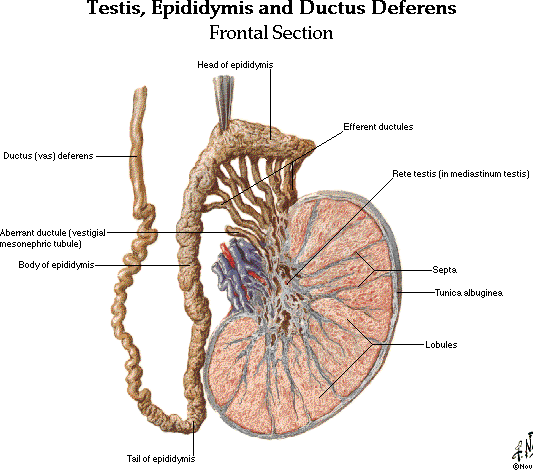 Testis, Epididymis and Ductus Deferens
Frontal Section
Head of epididymis
Efferent ductules
Ductus (vas) deferens
Rete testis (in mediastinum testis)
Aberrant ductule (vestigial
mesonephric tubule)
Body of epididymis
Septa
Tunica albuginea
Lobules
Tail of epididymis